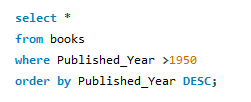 select *
from books
where Published_Year >1950
order by Published_Year DESC;